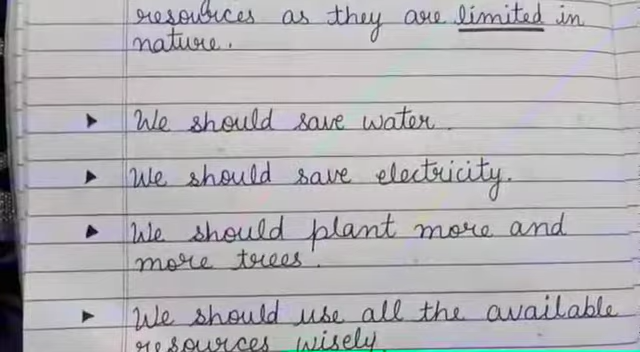 resources as they are limited in
nature.
We should save water.
We should save electricity.
We should plant more and
more trees.
We should use all the available
resources wisely